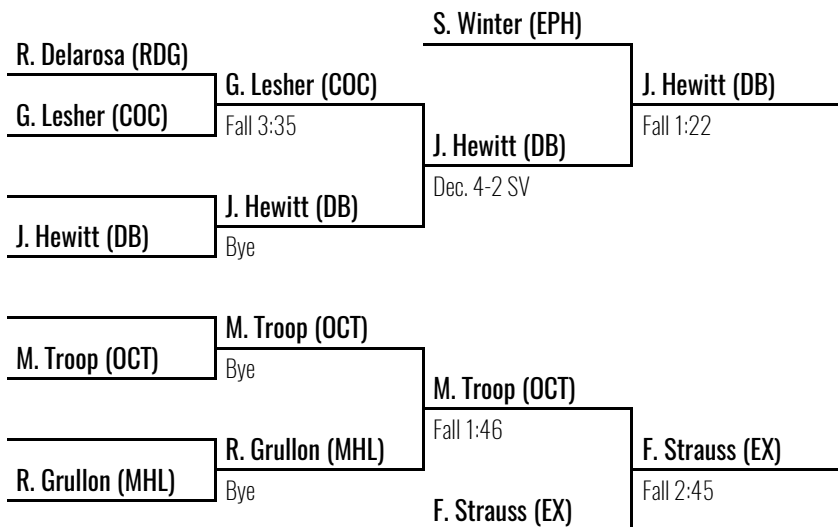 S. Winter (EPH)
R. Delarosa (RDG)
G. Lesher (COC)
J. Hewitt (DB)
G. Lesher (COC)
Fall 3:35
Fall 1:22
J. Hewitt (DB)
Dec. 4-2 SV
J. Hewitt (DB)
J. Hewitt (DB)
Bye
M. Troop (OCT)
M. Troop (OCT)
Bye
M. Troop (OCT)
Fall 1:46
R. Grullon (MHL)
F. Strauss (EX)
R. Grullon (MHL)
Bye
Fall 2:45
F. Strauss (EX)